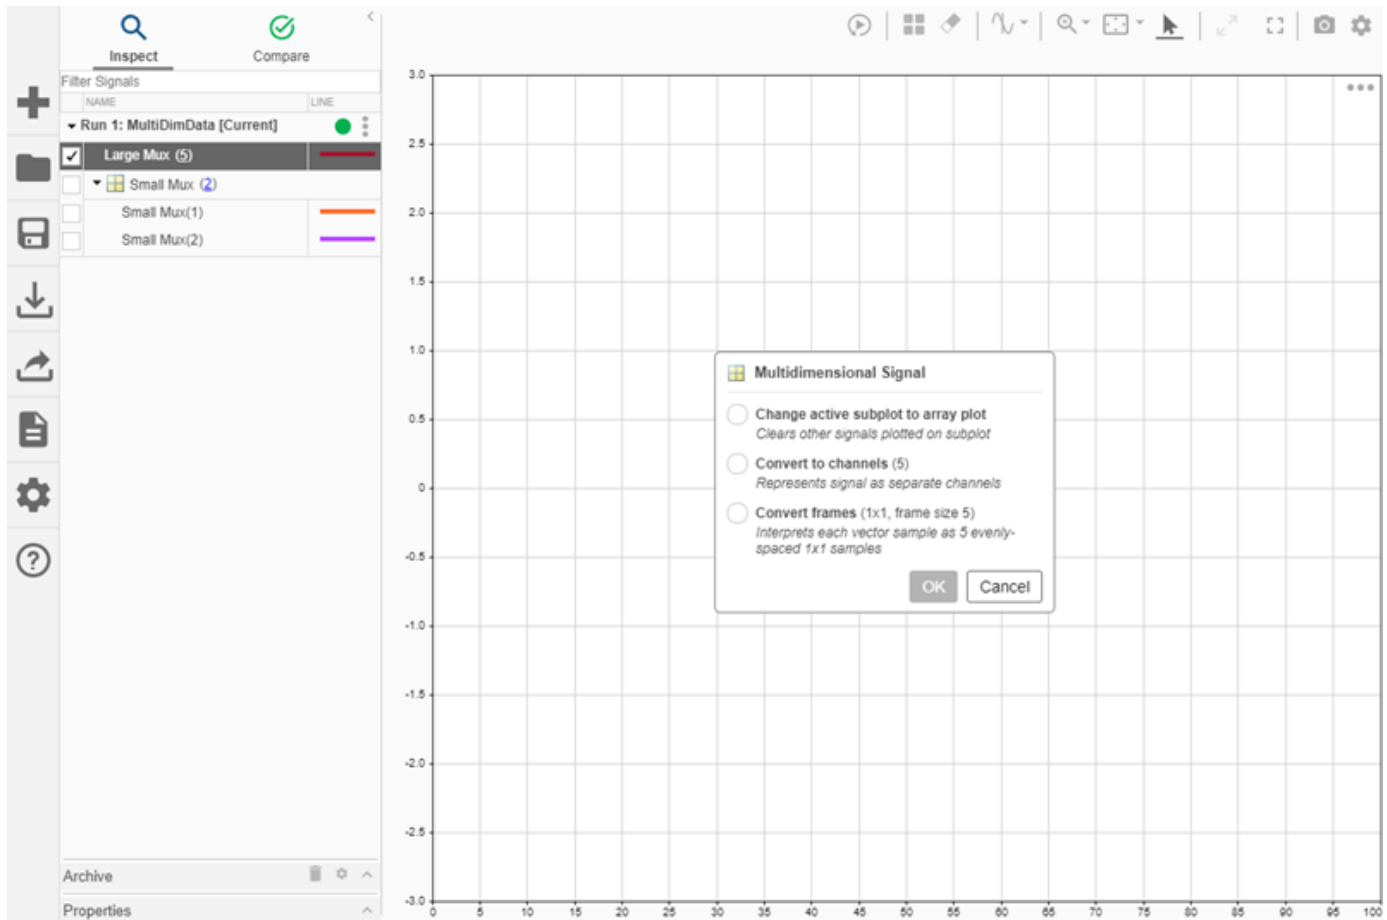 Inspect
Compare
Filter Signals
NAME
LINE
Run 1: MultiDimData [Current]
Large Mux (5)
Small Mux (2)
Small Mux(1)
Small Mux(2)
Archive
Properties
3.0
2.5
2.0
1.5
1.0
0.5
0
-0.5
-1.0
-1.5
-2.0
-2.5
-3.0
0 5 10 15 20 25 30 35 40 45 50 55 60 65 70 75 80 85 90 95 100
Multidimensional Signal
Change active subplot to array plot
Clears other signals plotted on subplot
Convert to channels (5)
Represents signal as separate channels
Convert frames (1x1, frame size 5)
Interprets each vector sample as 5 evenly-
spaced 1x1 samples
OK
Cancel